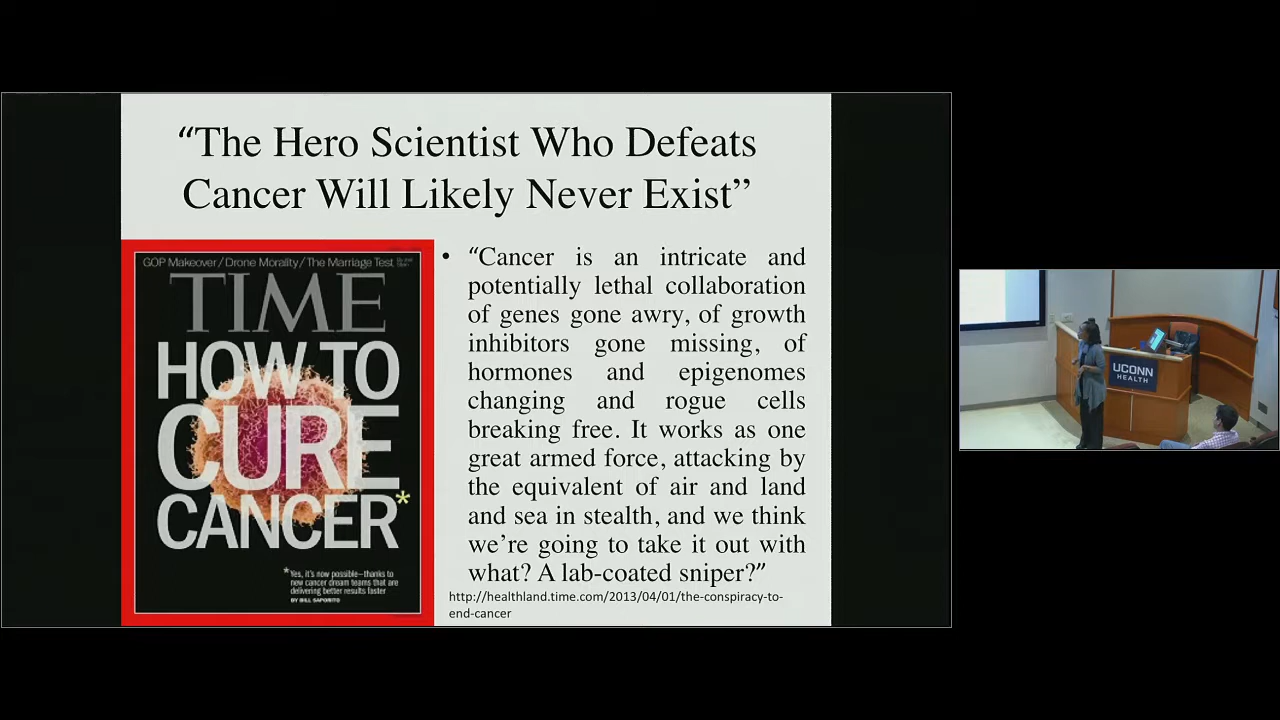 “The Hero Scientist Who Defeats
Cancer Will Likely Never Exist”
GOP Makeover / Drone Morality / The Marriage Test
TIME
HOW TO
CURE
CANCER*
*Yes, it's now possible—thanks to
new cancer dream teams that are
delivering better results faster
BY BILL SAPORITO
• “Cancer is an intricate and
potentially lethal collaboration
of genes gone awry, of growth
inhibitors gone missing, of
hormones and epigenomes
changing and rogue cells
breaking free. It works as one
great armed force, attacking by
the equivalent of air and land
and sea in stealth, and we think
we’re going to take it out with
what? A lab-coated sniper?”
http://healthland.time.com/2013/04/01/the-conspiracy-to-
end-cancer
UCONN
HEALTH